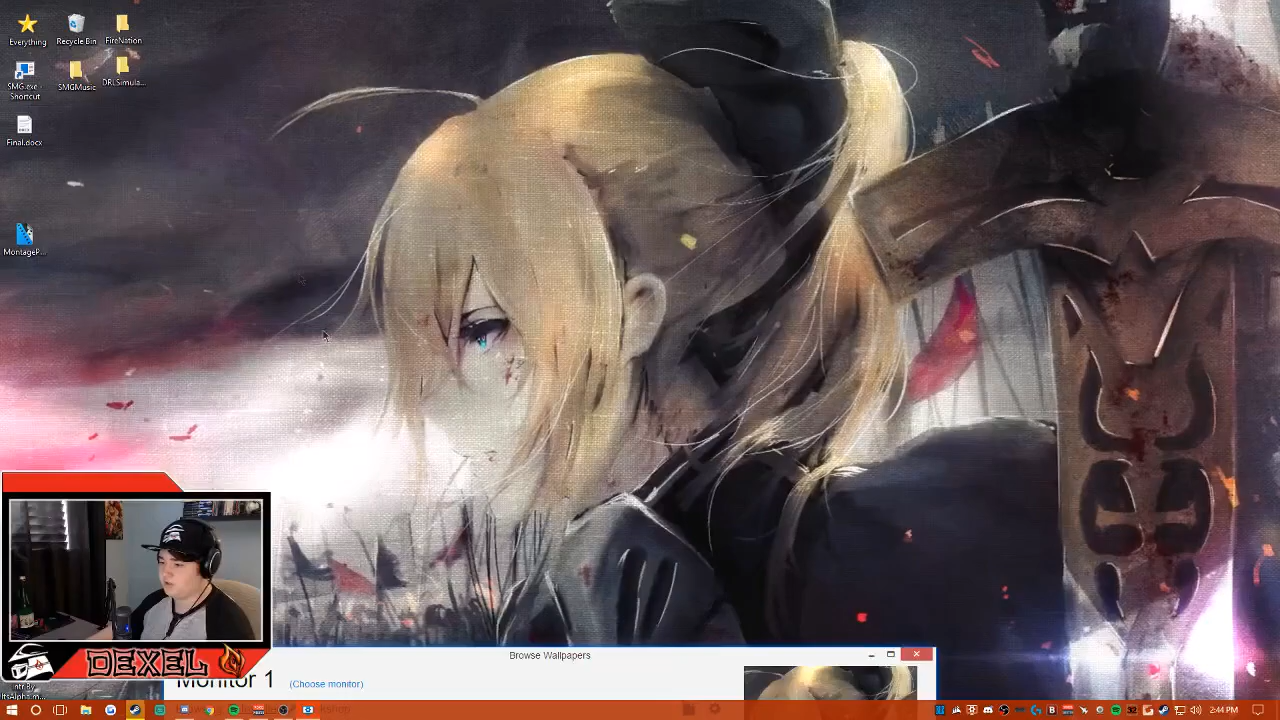 Everything
Recycle Bin
FireNation
SMG.exe - Shortcut
SMGMusic
DRLSimula...
Final.docx
MontageP...
DEXEL
Browse Wallpapers
Monitor 1 (Choose monitor)
2:44 PM